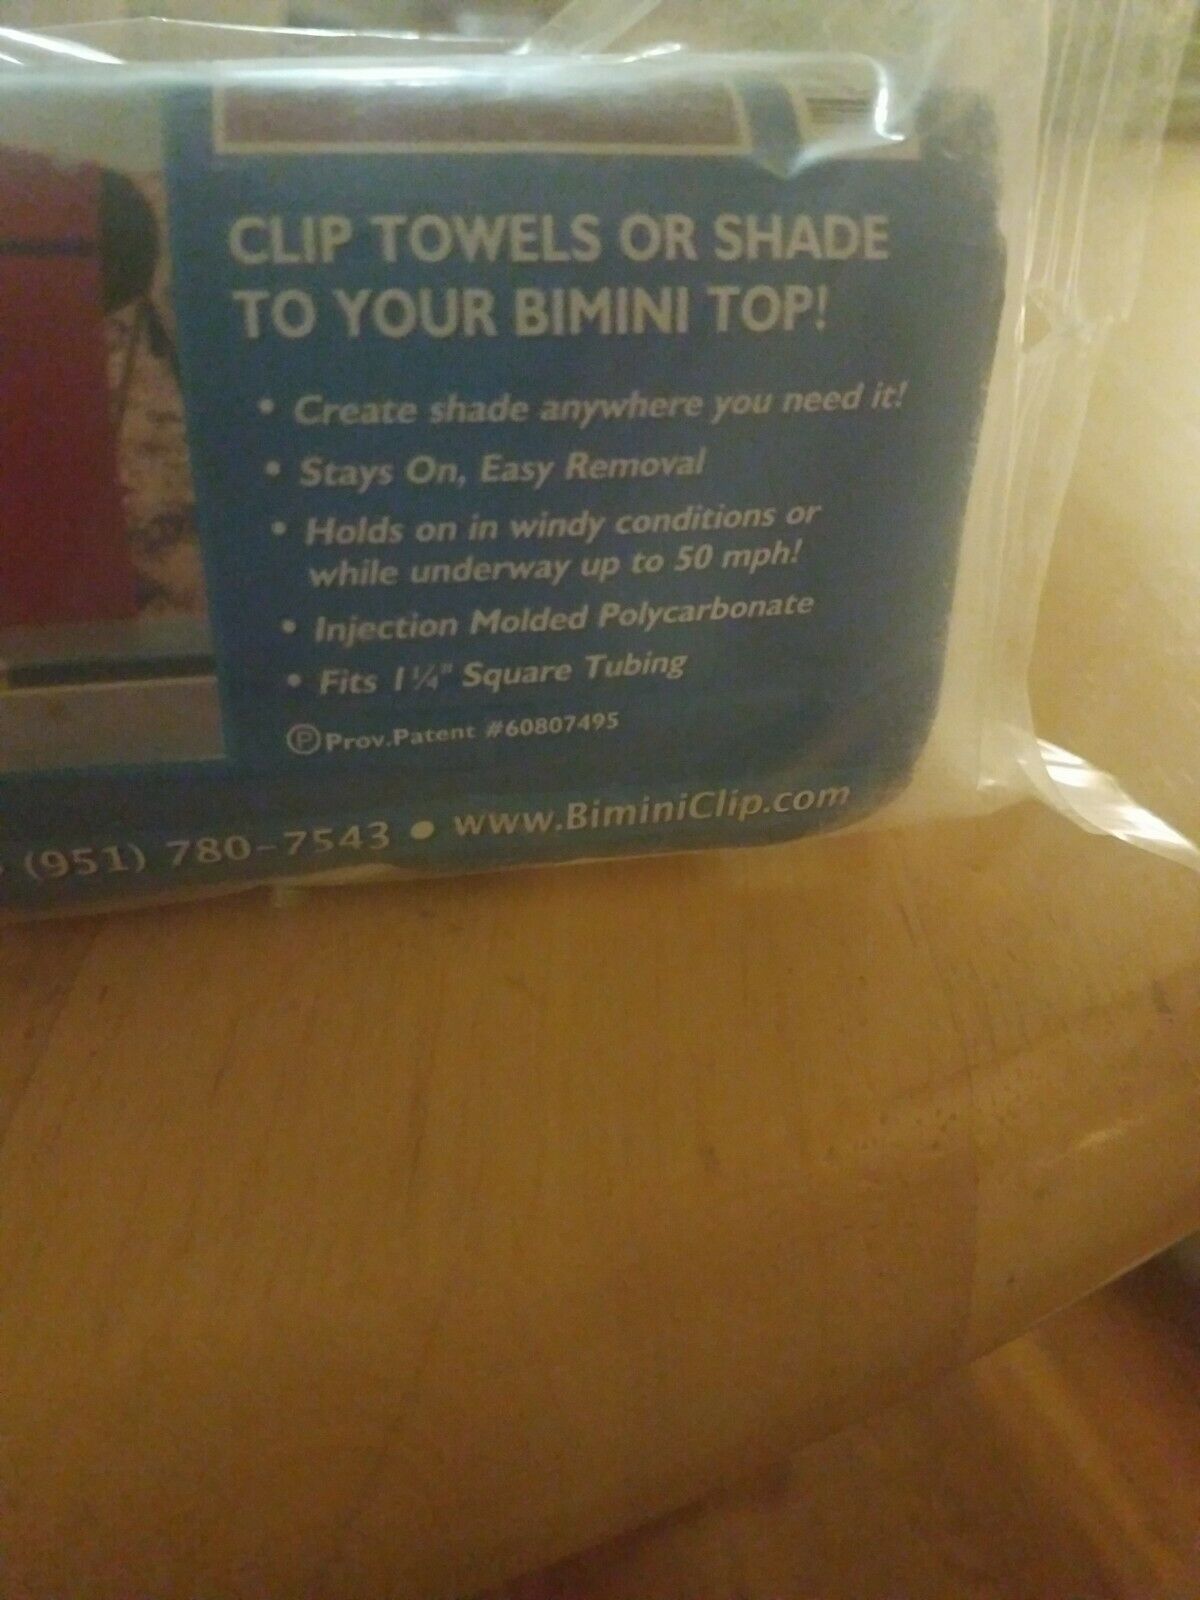 CLIP TOWELS OR SHADE
TO YOUR BIMINI TOP!
• Create shade anywhere you need it!
• Stays On, Easy Removal
• Holds on in windy conditions or
while underway up to 50 mph!
• Injection Molded Polycarbonate
• Fits 1¼" Square Tubing
Ⓟ Prov.Patent #60807495
(951) 780-7543 • www.BiminiClip.com